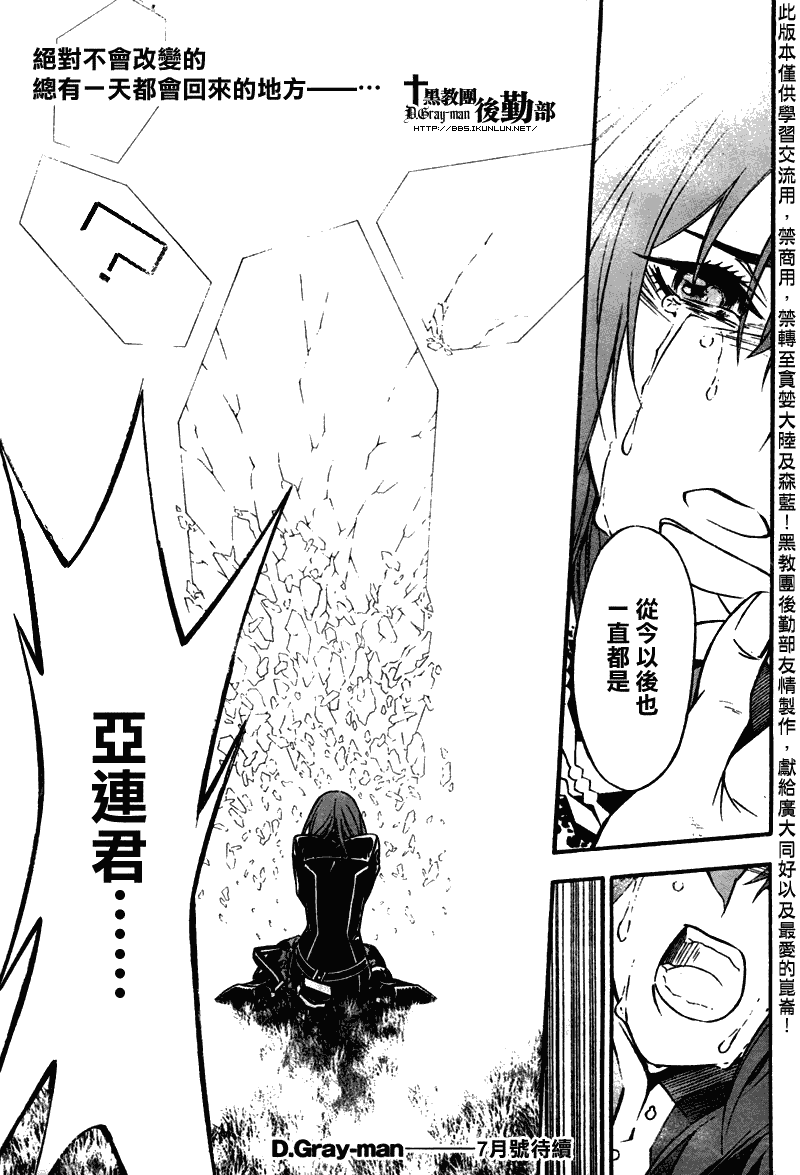 此版本僅供學習交流用，禁商用，禁轉至貪婪大陸及森藍！黑教團後勤部友情製作，獻給廣大同好以及最愛的崑崙！
絕對不會改變的
總有一天都會回來的地方——…
黑教團
D.Gray-man
後勤部
HTTP://BBS.IKUNLUN.NET/
從今以後也
一直都是
亞連君……
D.Gray-man——7月號待續